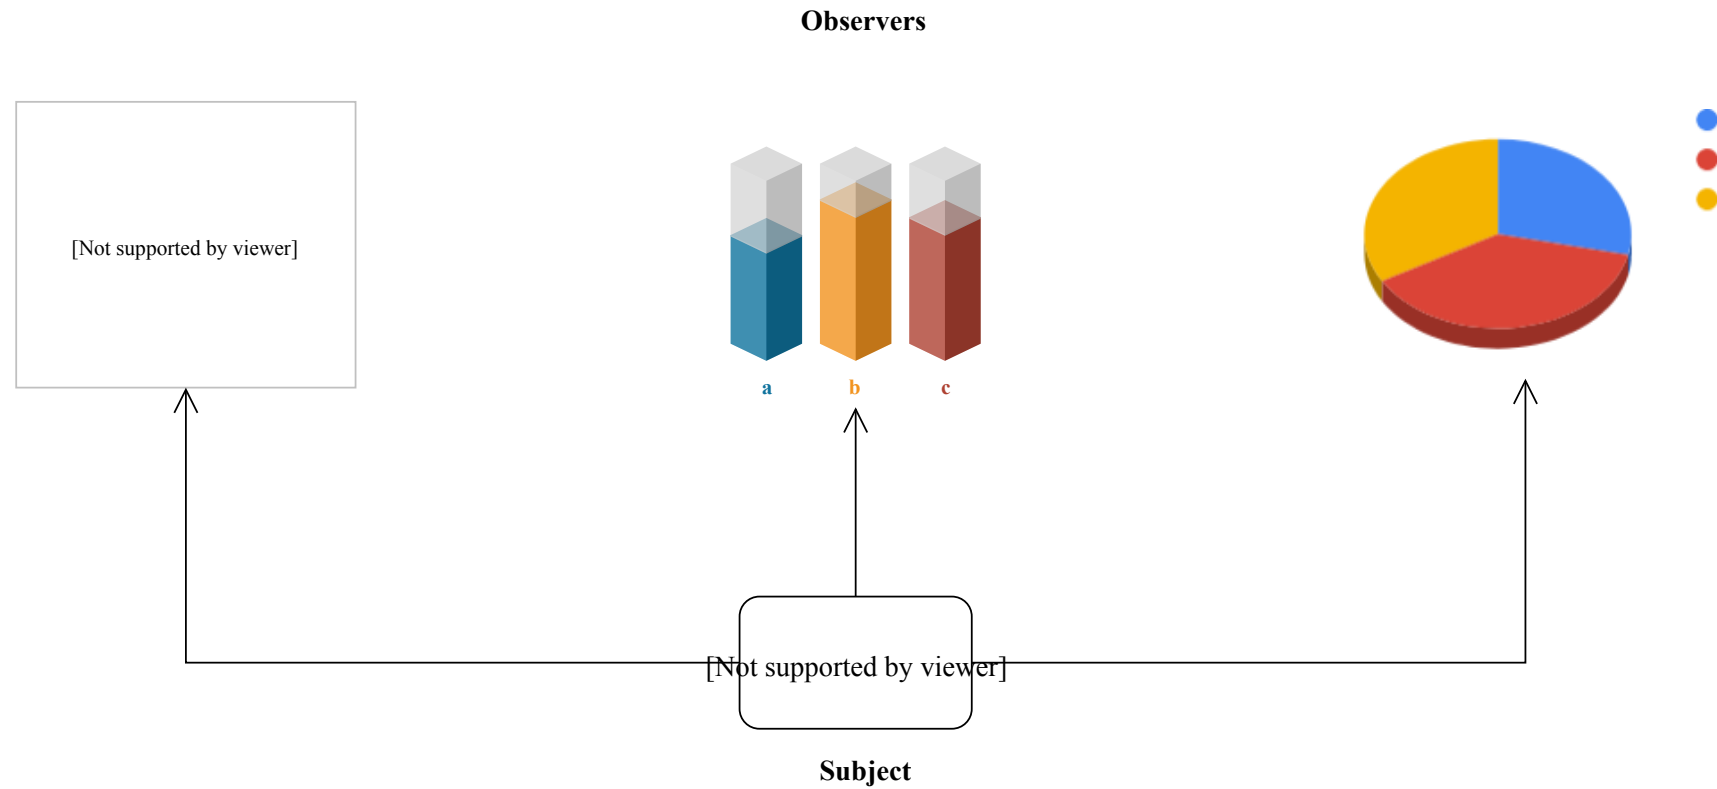 Observers
[Not supported by viewer]
a b c
[Not supported by viewer]
Subject